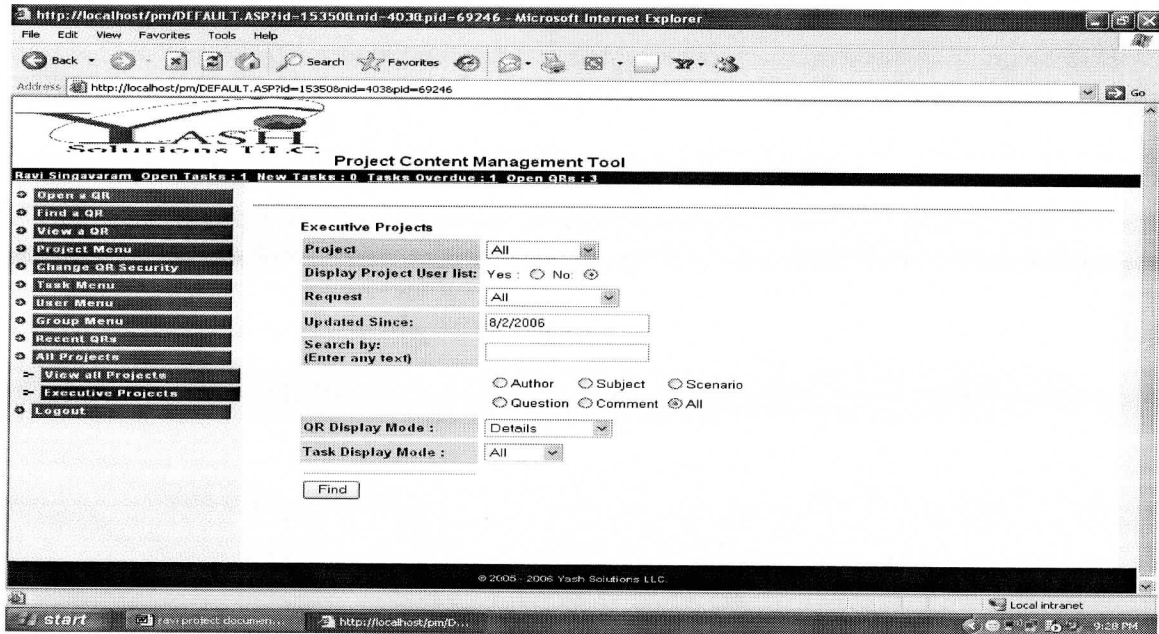 http://localhost/pm/DEFAULT.ASP?id=15350&nid=403&pid=69246 - Microsoft Internet Explorer
File Edit View Favorites Tools Help
Back Search Favorites
Address http://localhost/pm/DEFAULT.ASP?id=15350&nid=403&pid=69246 Go
YASH
Solutions LLC.
Project Content Management Tool
Ravi Singavaram Open Tasks : 1 New Tasks : 0 Tasks Overdue : 1 Open QRs : 3
Open a QR
Find a QR
View a QR
Project Menu
Change QR Security
Task Menu
User Menu
Group Menu
Recent QRs
All Projects
View all Projects
Executive Projects
Logout
Executive Projects
Project All
Display Project User list: Yes : No:
Request All
Updated Since: 8/2/2006
Search by:
(Enter any text)
Author Subject Scenario
Question Comment All
QR Display Mode : Details
Task Display Mode : All
Find
© 2005 - 2006 Yash Solutions LLC.
Local intranet
start ravi project documen... http://localhost/pm/D... 9:28 PM